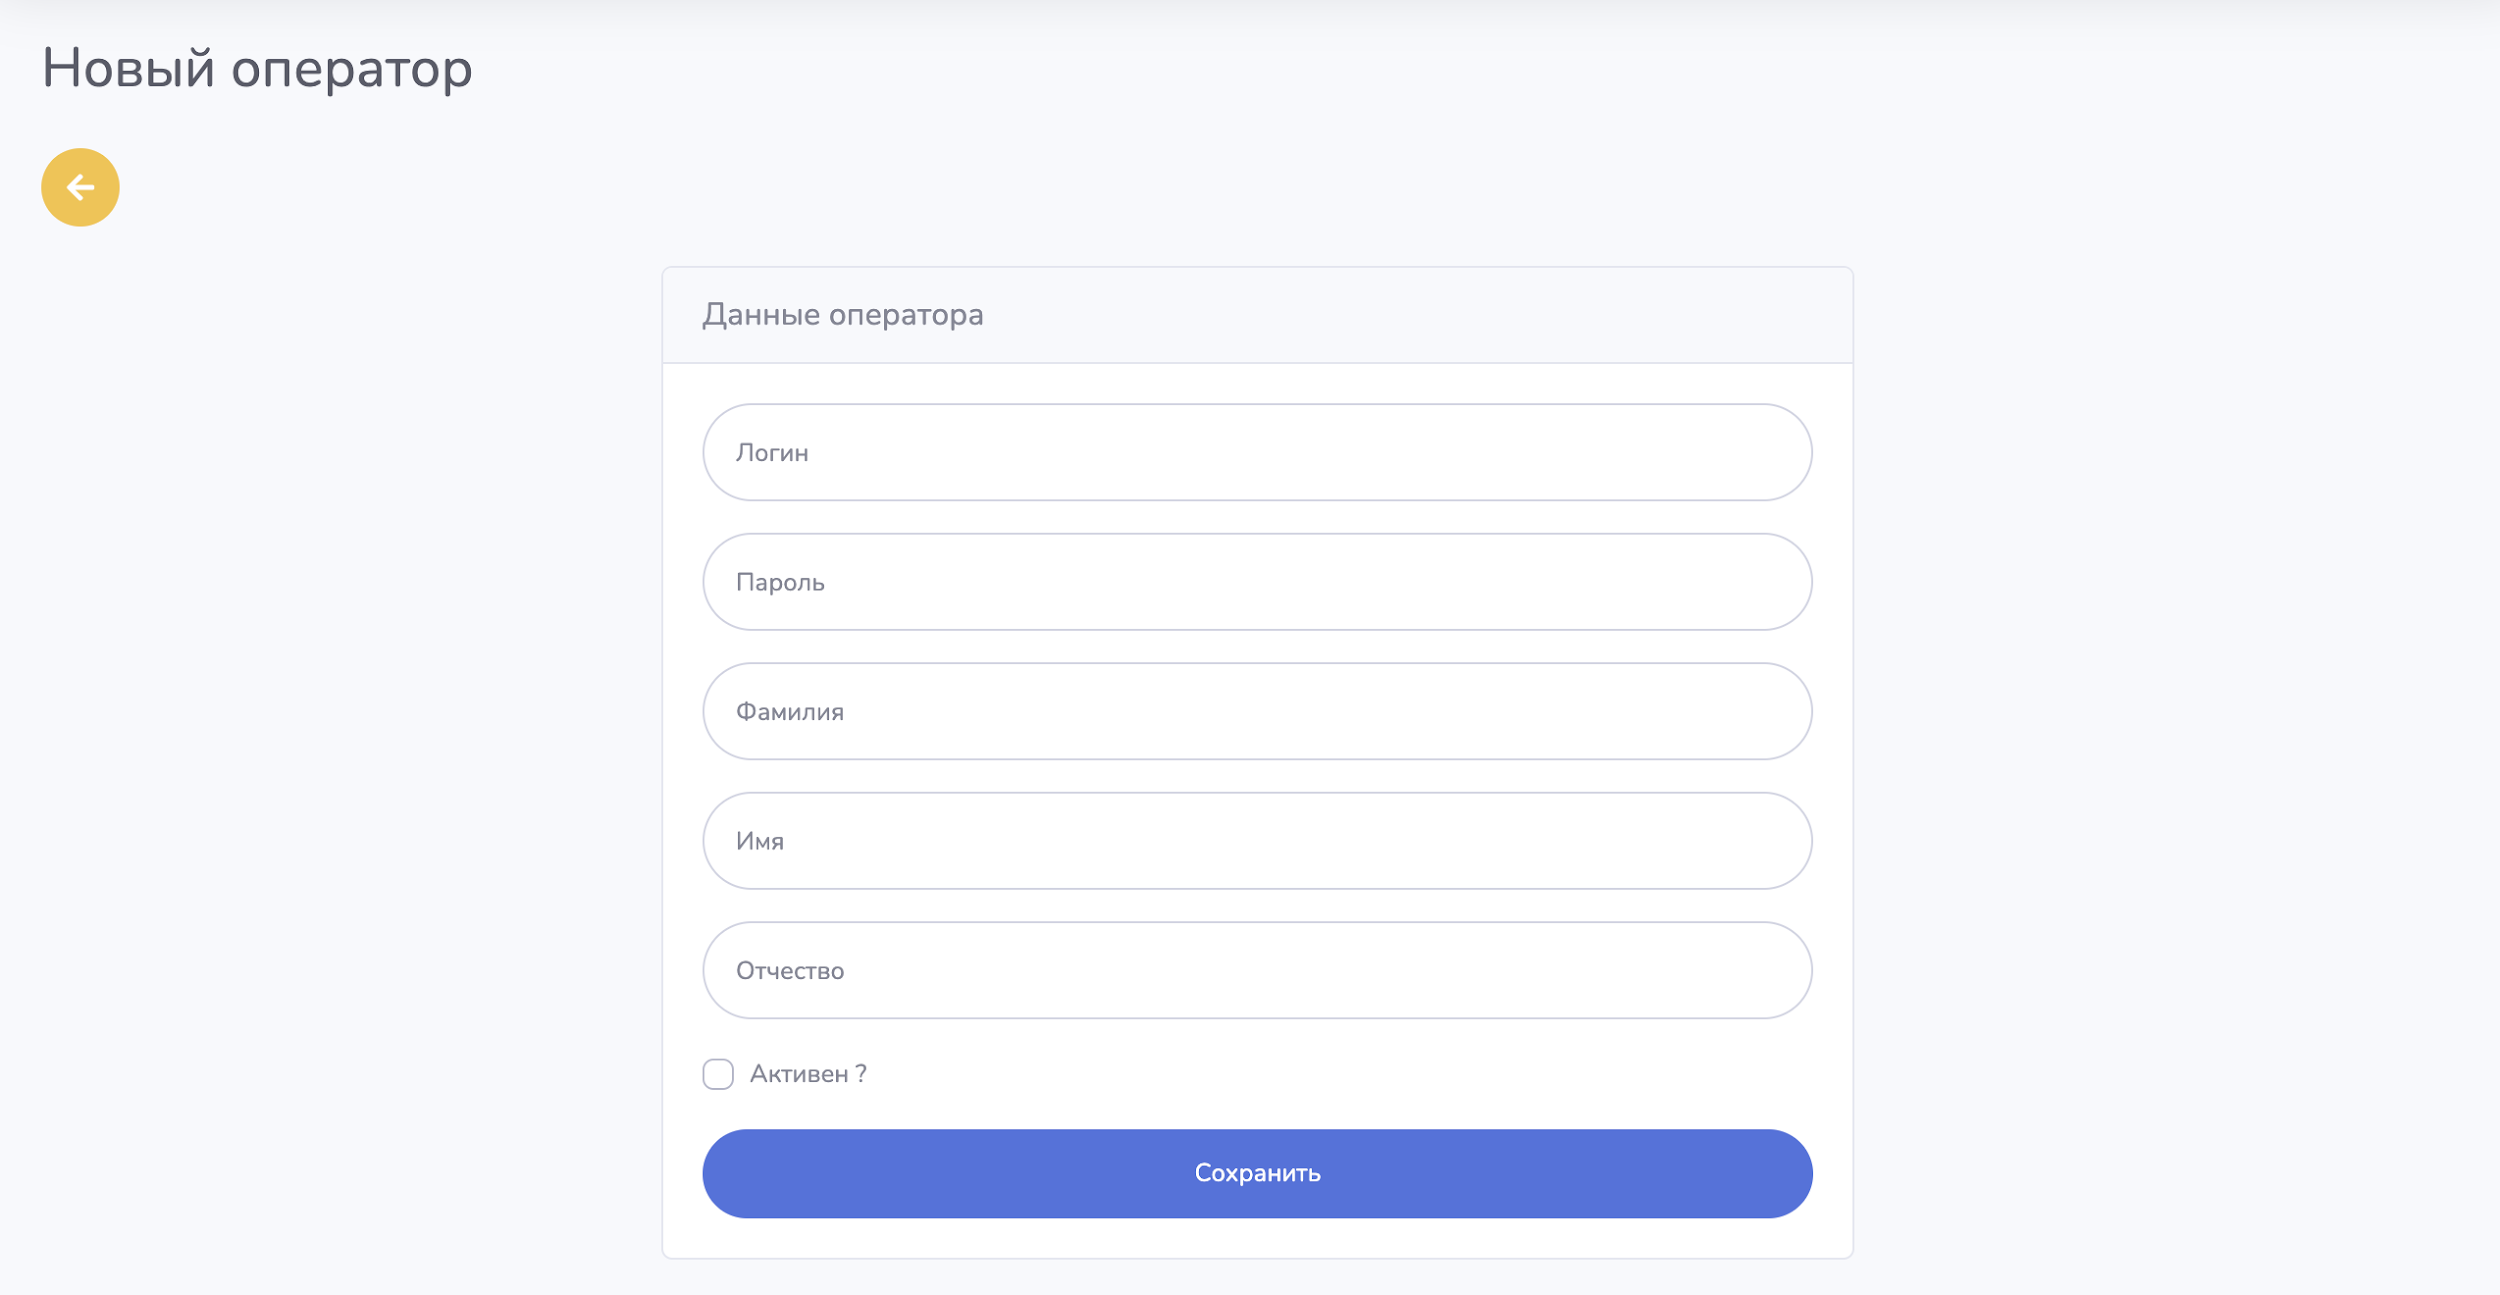 Новый оператор
Данные оператора
Логин
Пароль
Фамилия
Имя
Отчество
Активен ?
Сохранить